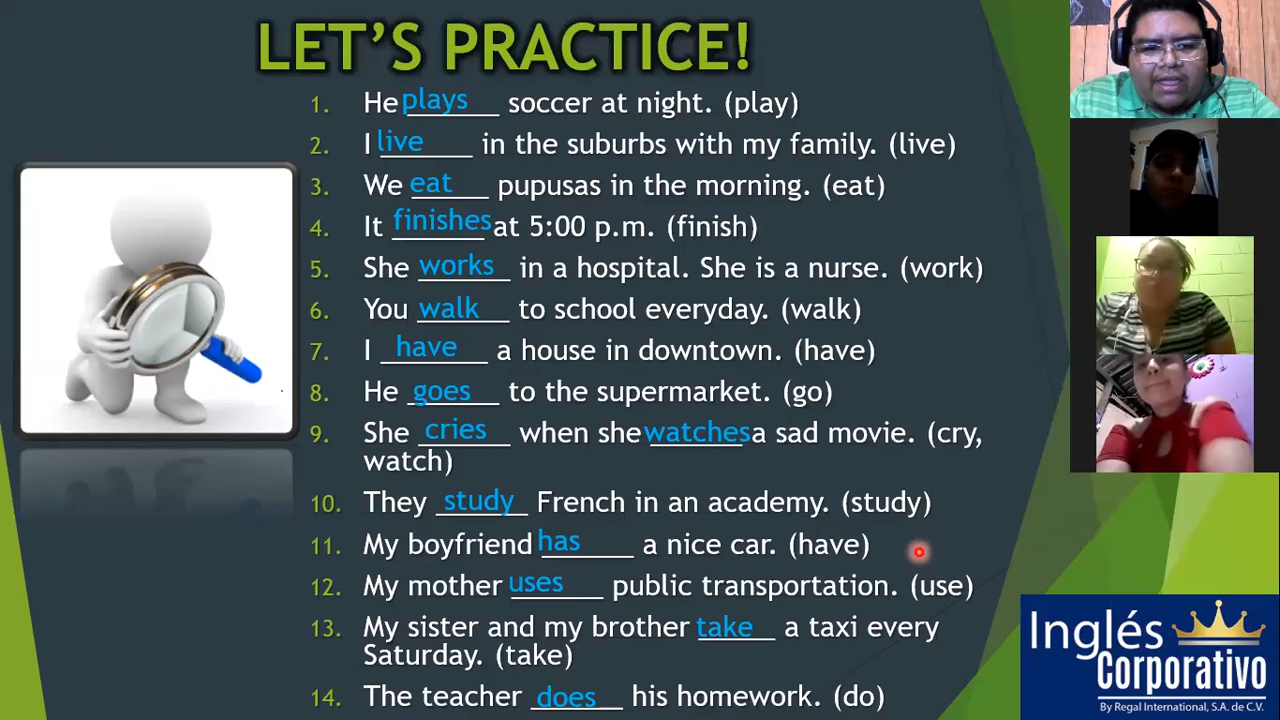 LET'S PRACTICE!
1. He plays soccer at night. (play)
2. I live in the suburbs with my family. (live)
3. We eat pupusas in the morning. (eat)
4. It finishes at 5:00 p.m. (finish)
5. She works in a hospital. She is a nurse. (work)
6. You walk to school everyday. (walk)
7. I have a house in downtown. (have)
8. He goes to the supermarket. (go)
9. She cries when she watches a sad movie. (cry,
watch)
10. They study French in an academy. (study)
11. My boyfriend has a nice car. (have)
12. My mother uses public transportation. (use)
13. My sister and my brother take a taxi every
Saturday. (take)
14. The teacher does his homework. (do)
Inglés
Corporativo
By Regal International, S.A. de C.V.